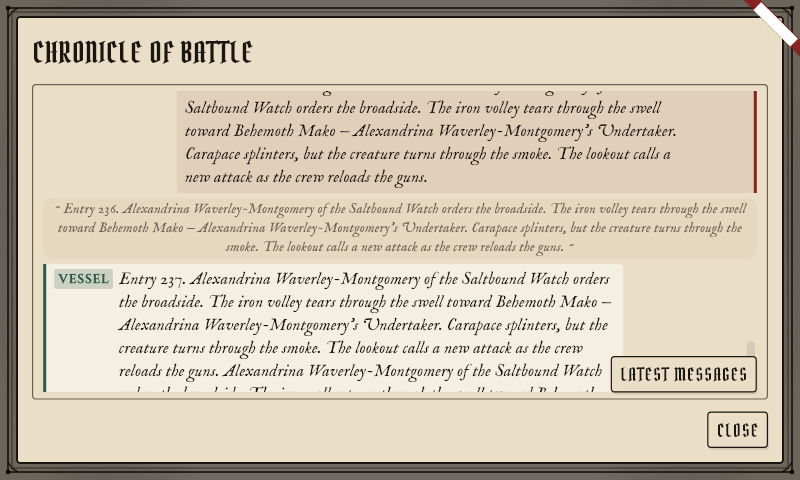 CHRONICLE OF BATTLE
Saltbound Watch orders the broadside. The iron volley tears through the swell
toward Behemoth Mako – Alexandrina Waverley-Montgomery's Undertaker.
Carapace splinters, but the creature turns through the smoke. The lookout calls a
new attack as the crew reloads the guns.
~ Entry 236. Alexandrina Waverley-Montgomery of the Saltbound Watch orders the broadside. The iron volley tears through the swell
toward Behemoth Mako – Alexandrina Waverley-Montgomery's Undertaker. Carapace splinters, but the creature turns through the
smoke. The lookout calls a new attack as the crew reloads the guns. ~
VESSEL Entry 237. Alexandrina Waverley-Montgomery of the Saltbound Watch orders
the broadside. The iron volley tears through the swell toward Behemoth Mako –
Alexandrina Waverley-Montgomery's Undertaker. Carapace splinters, but the
creature turns through the smoke. The lookout calls a new attack as the crew
reloads the guns. Alexandrina Waverley-Montgomery of the Saltbound Watch
LATEST MESSAGES
CLOSE